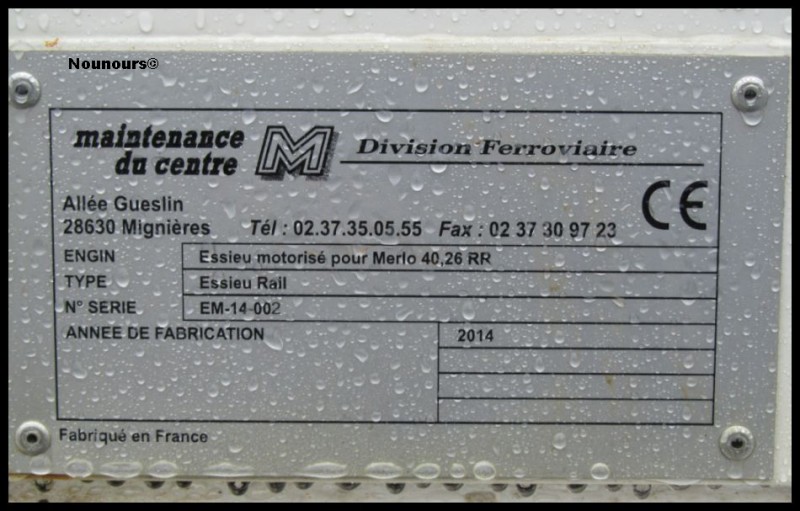 Nounours©
maintenance
du centre
M
Division Ferroviaire
CE
Allée Gueslin
28630 Mignières Tél : 02.37.35.05.55 Fax : 02 37 30 97 23
ENGIN Essieu motorisé pour Merlo 40,26 RR
TYPE Essieu Rail
N° SERIE EM-14-002
ANNEE DE FABRICATION 2014
Fabriqué en France